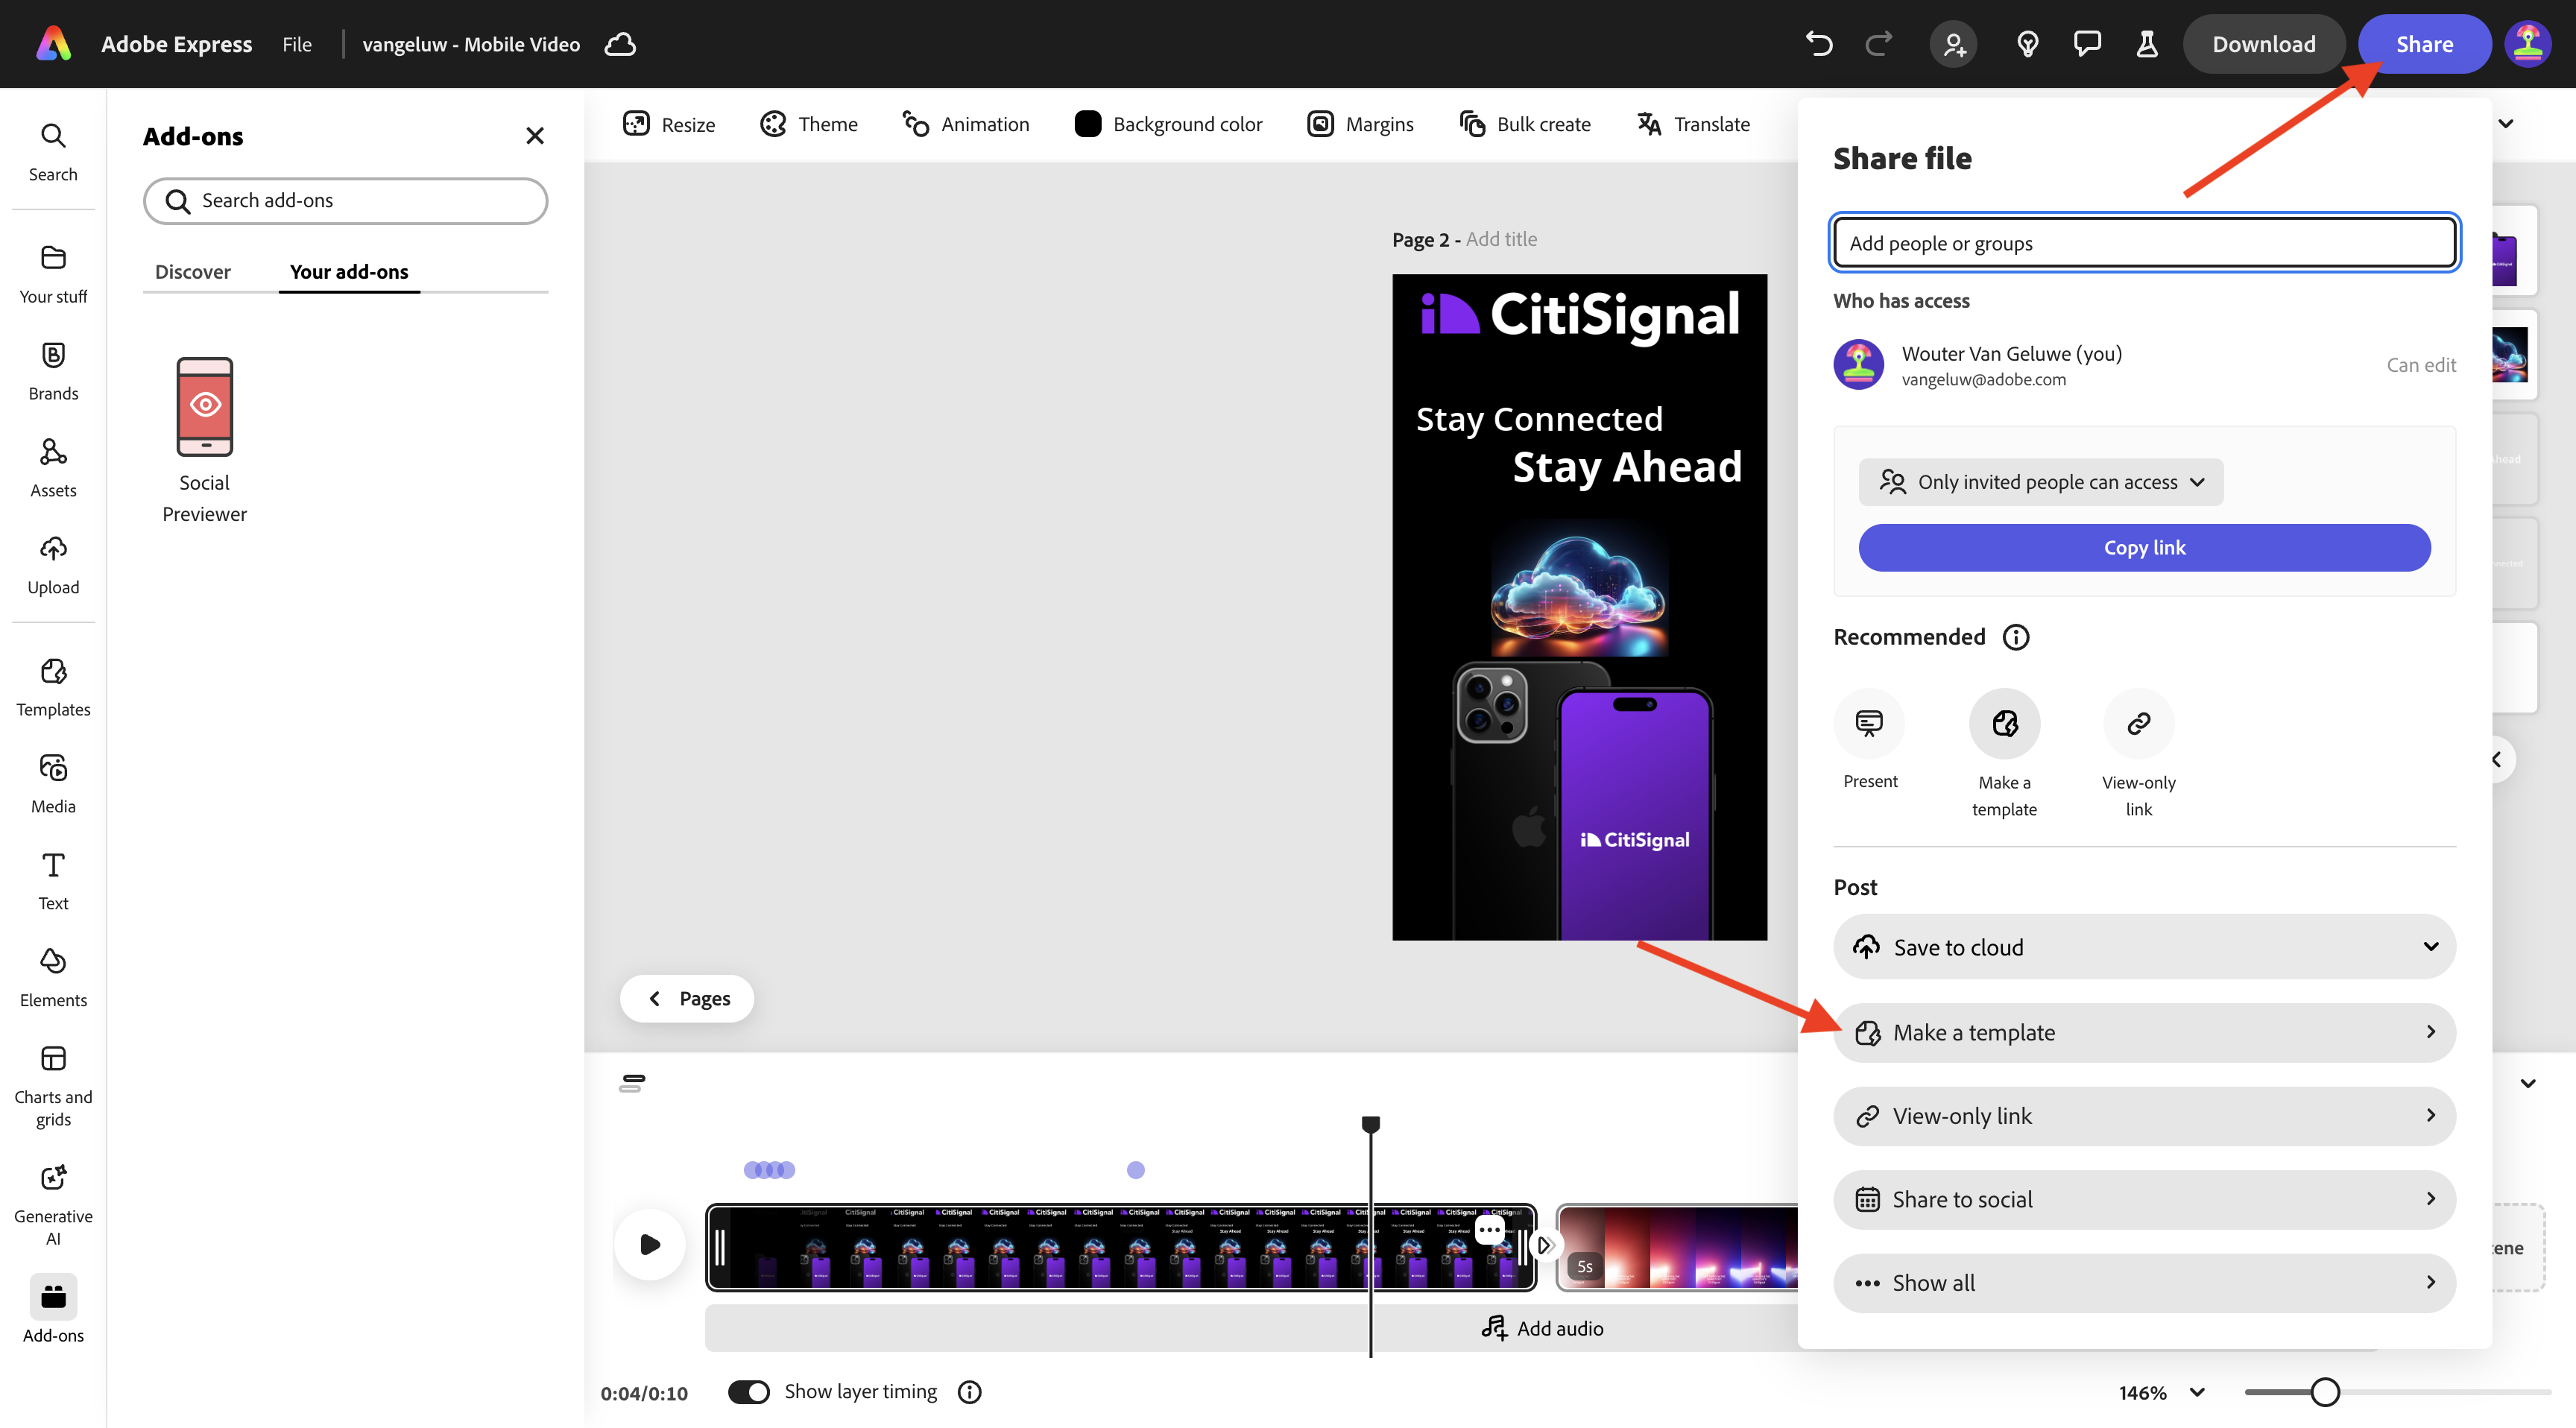 Adobe Express
File
vangeluw - Mobile Video
Download
Share
Search
Your stuff
Brands
Assets
Upload
Templates
Media
Text
Elements
Charts and
grids
Generative
AI
Add-ons
Add-ons
Search add-ons
Discover
Your add-ons
Social
Previewer
Resize
Theme
Animation
Background color
Margins
Bulk create
Translate
Page 2 - Add title
CitiSignal
Stay Connected
Stay Ahead
CitiSignal
Pages
Share file
Add people or groups
Who has access
Wouter Van Geluwe (you)
vangeluw@adobe.com
Can edit
Only invited people can access
Copy link
Recommended
Present
Make a
template
View-only
link
Post
Save to cloud
Make a template
View-only link
Share to social
Show all
5s
Add audio
0:04/0:10
Show layer timing
146%